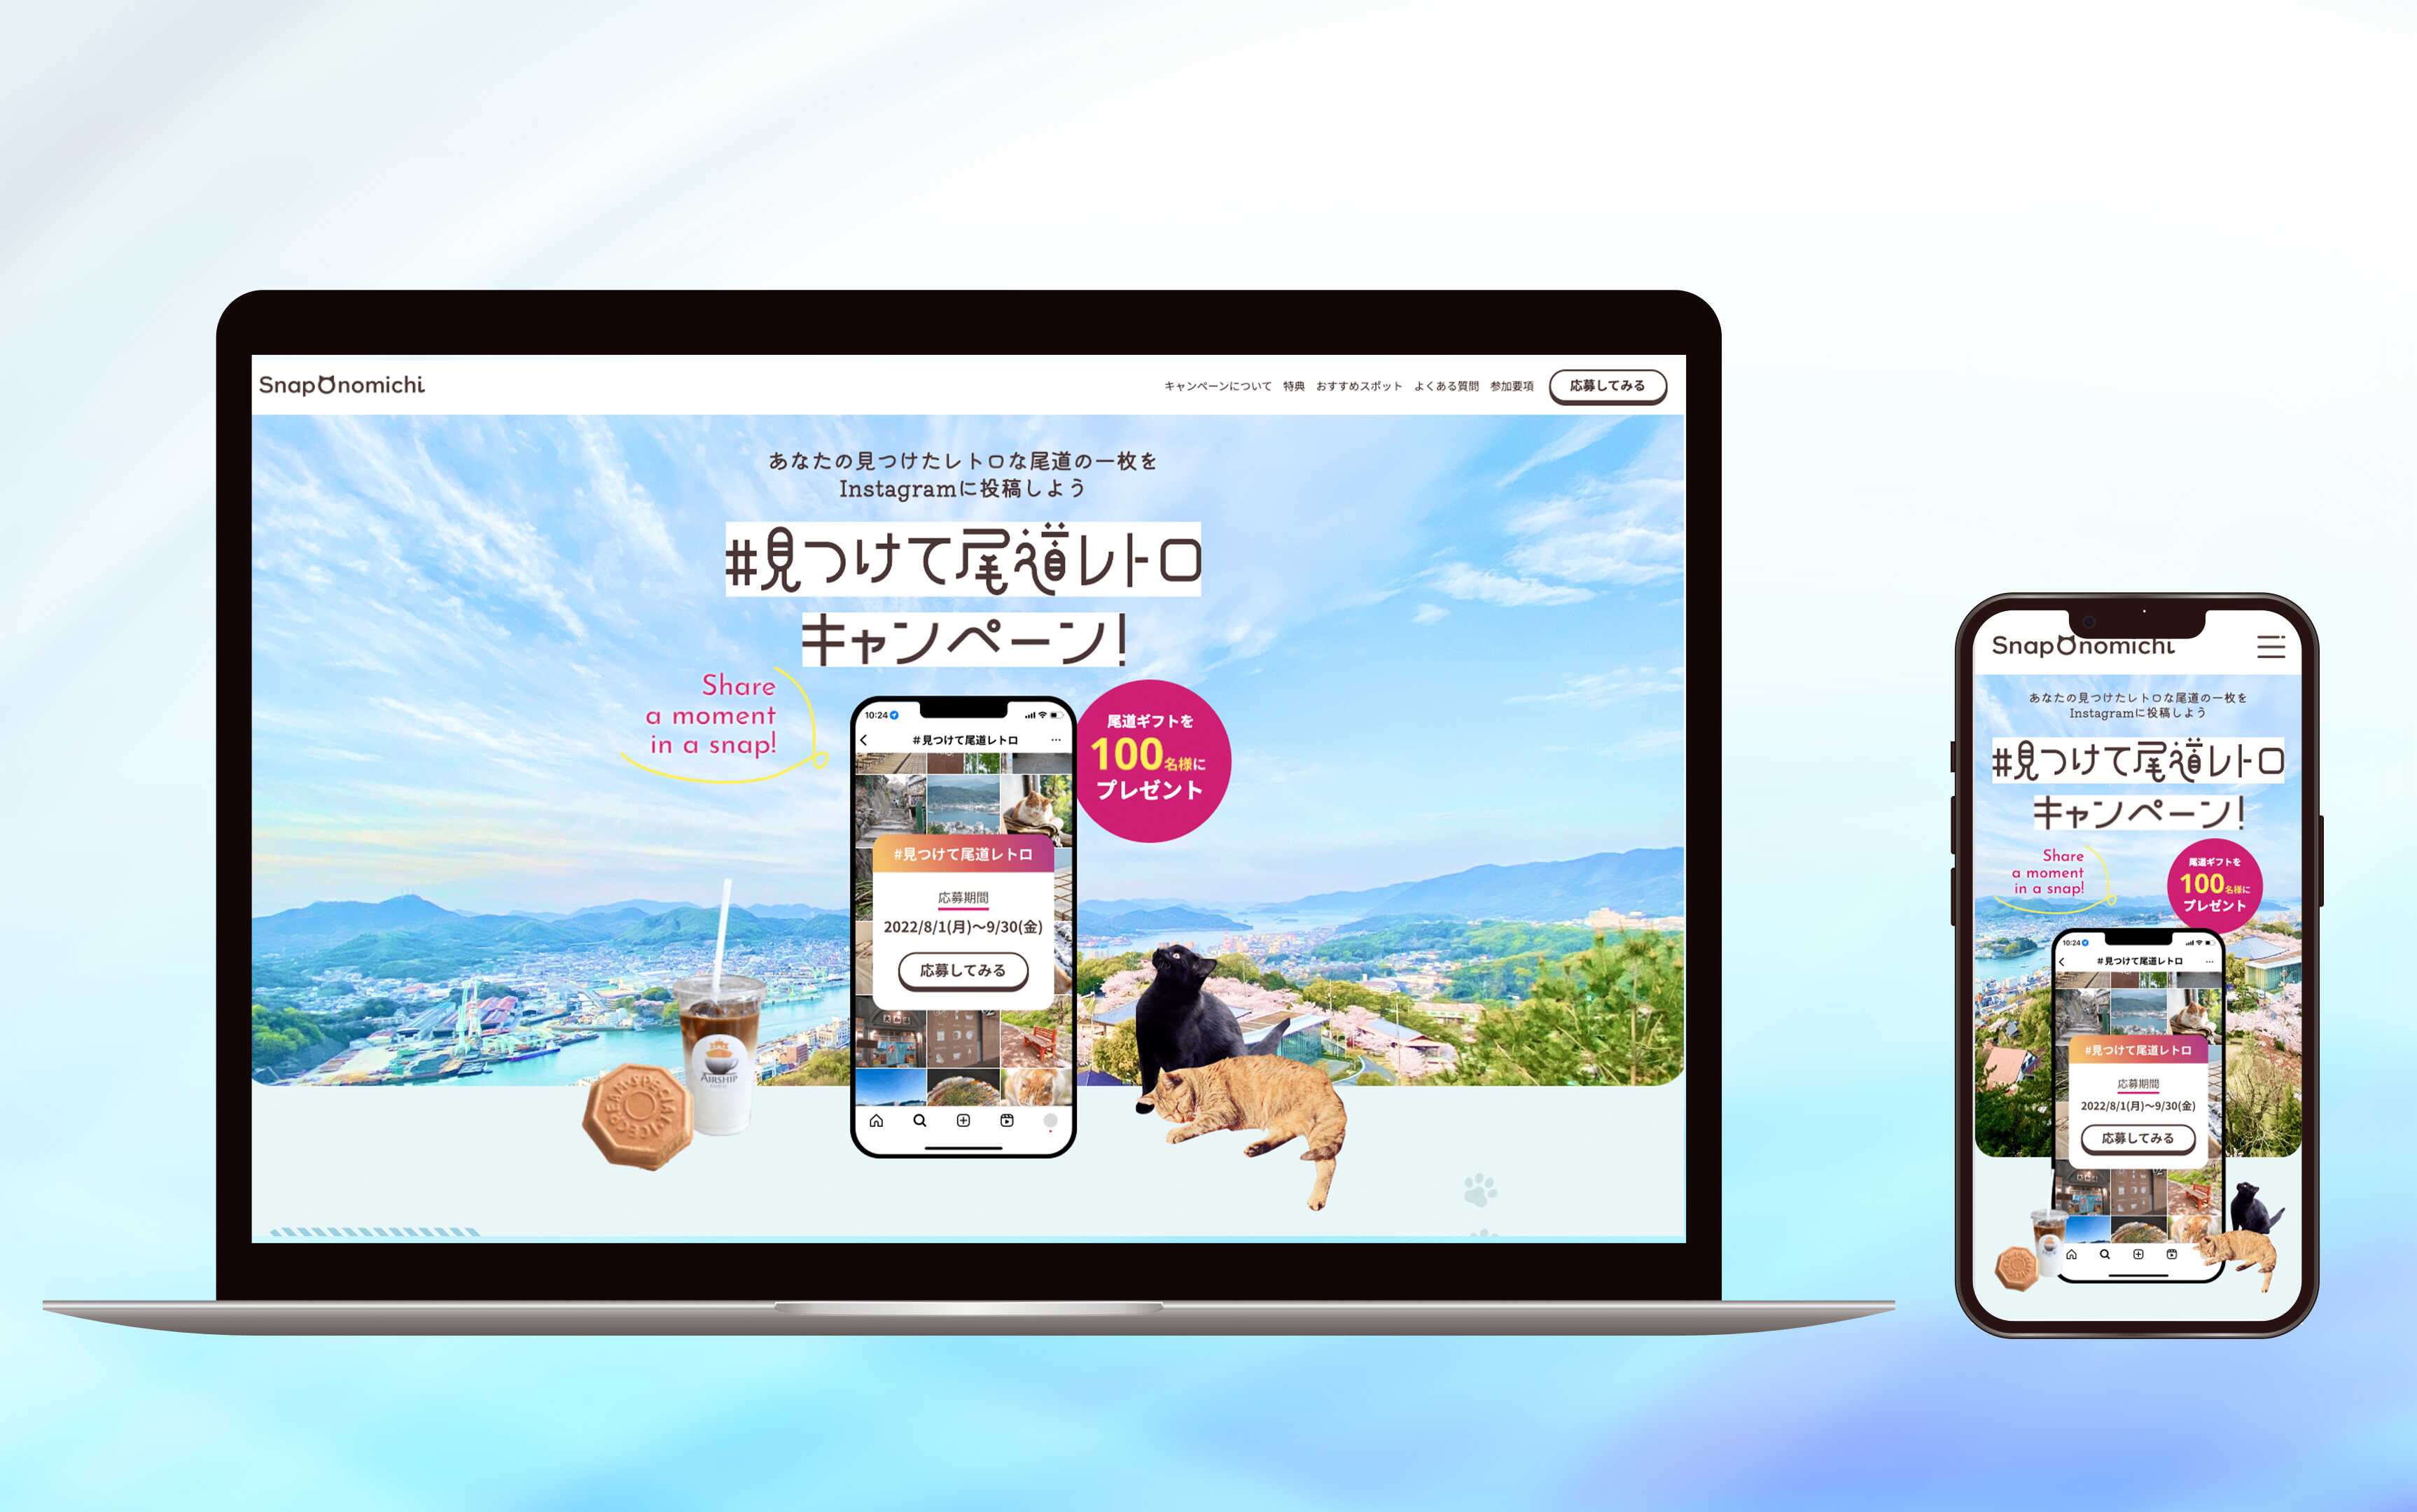 SnapOnomichi
キャンペーンについて 特典 おすすめスポット よくある質問 参加要項 応募してみる
あなたの見つけたレトロな尾道の一枚を
Instagramに投稿しよう
#見つけて尾道レトロ
キャンペーン!
Share
a moment
in a snap!
尾道ギフトを
100名様に
プレゼント
10:24
#見つけて尾道レトロ
#見つけて尾道レトロ
応募期間
2022/8/1(月)〜9/30(金)
応募してみる
AIRSHIP
SnapOnomichi
あなたの見つけたレトロな尾道の一枚を
Instagramに投稿しよう
#見つけて尾道レトロ
キャンペーン!
Share
a moment
in a snap!
尾道ギフトを
100名様に
プレゼント
10:24
#見つけて尾道レトロ
#見つけて尾道レトロ
応募期間
2022/8/1(月)〜9/30(金)
応募してみる